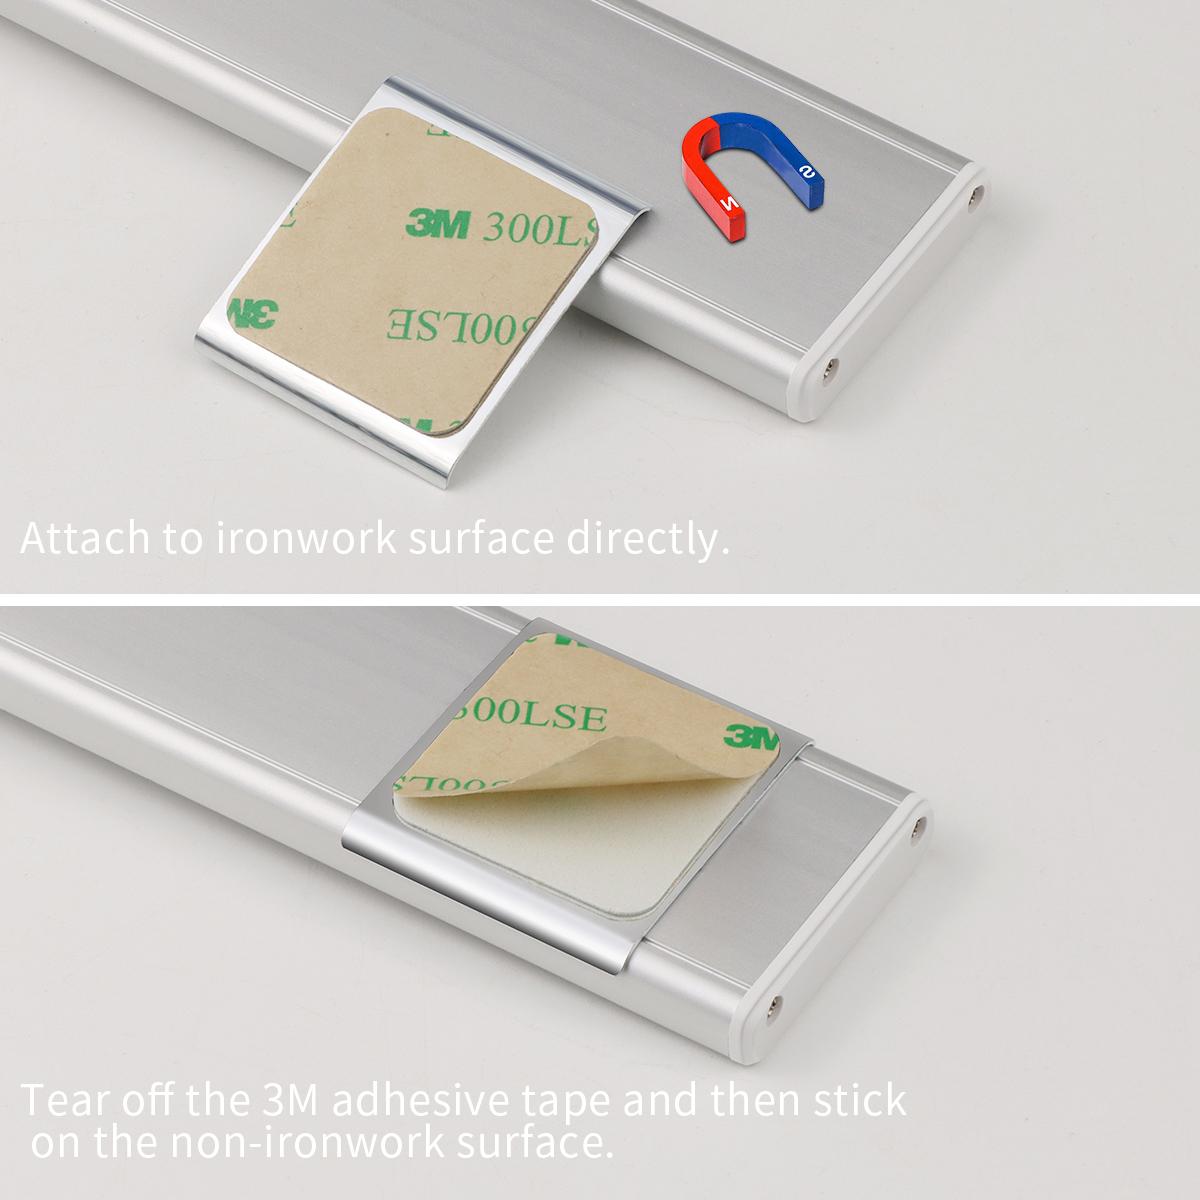 3M 300LS
300LSE
3M
Attach to ironwork surface directly.
300LSE
3M
300LSE
Tear off the 3M adhesive tape and then stick
on the non-ironwork surface.
N
S